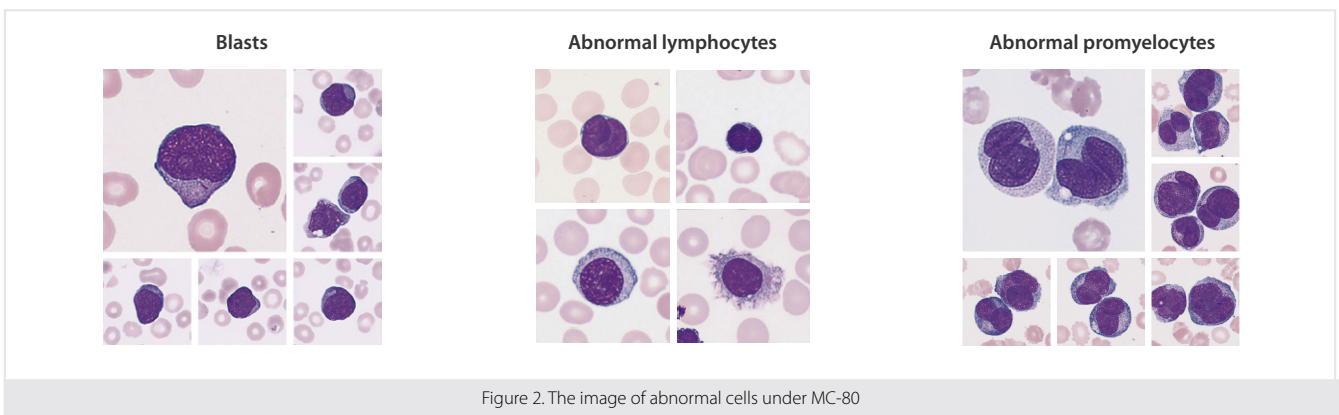 Blasts
Abnormal lymphocytes
Abnormal promyelocytes
Figure 2. The image of abnormal cells under MC-80